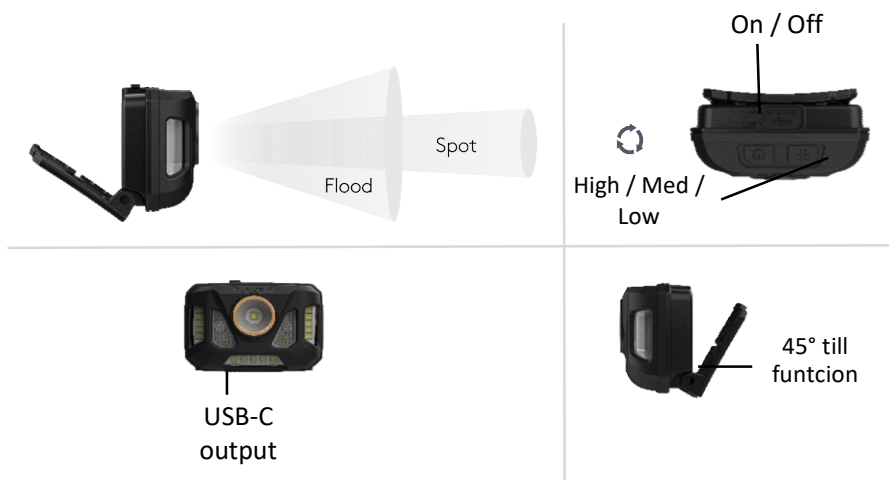 On / Off
Spot
Flood
High / Med /
Low
USB-C
output
45° till
funtcion